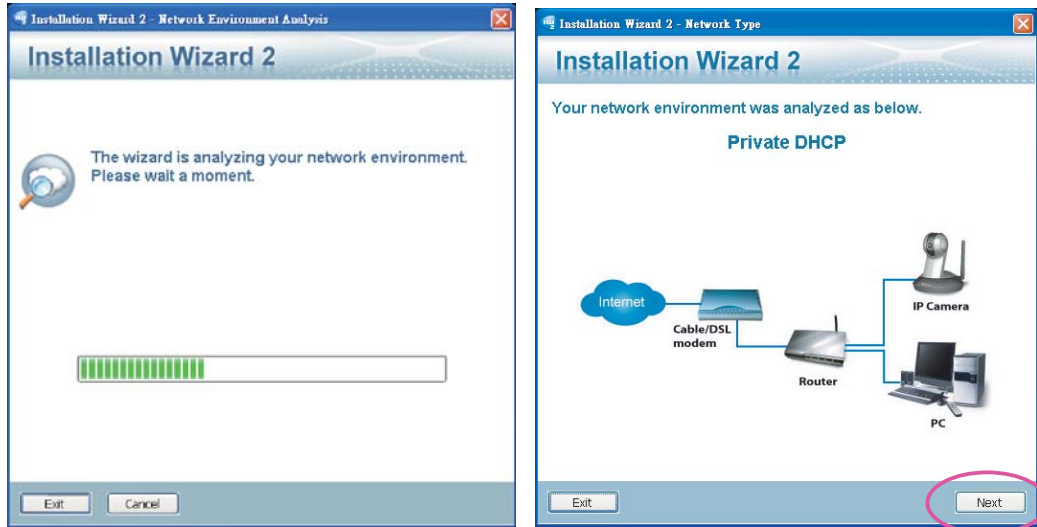 Installation Wizard 2 - Network Environment Analysis
Installation Wizard 2
The wizard is analyzing your network environment.
Please wait a moment.
Exit
Cancel
Installation Wizard 2 - Network Type
Installation Wizard 2
Your network environment was analyzed as below.
Private DHCP
Internet
Cable/DSL
modem
Router
IP Camera
PC
Exit
Next